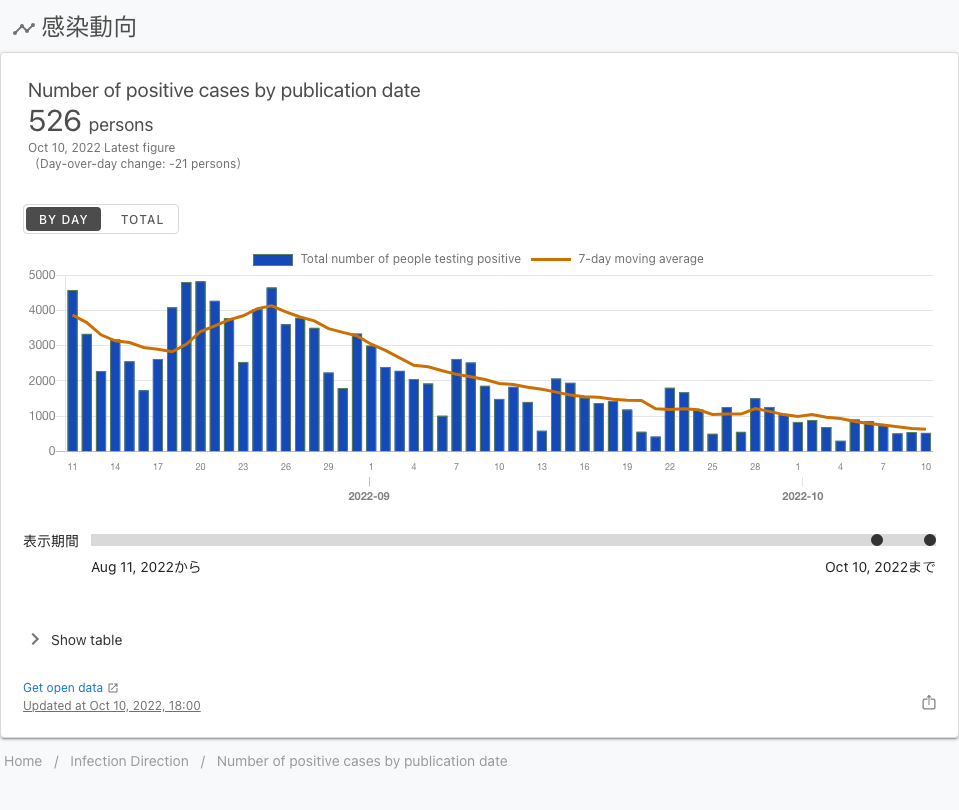 感染動向
Number of positive cases by publication date
526 persons
Oct 10, 2022 Latest figure
(Day-over-day change: -21 persons)
BY DAY TOTAL
Total number of people testing positive 7-day moving average
5000
4000
3000
2000
1000
0
11 14 17 20 23 26 29 1 4 7 10 13 16 19 22 25 28 1 4 7 10
2022-09 2022-10
表示期間
Aug 11, 2022から Oct 10, 2022まで
Show table
Get open data
Updated at Oct 10, 2022, 18:00
Home / Infection Direction / Number of positive cases by publication date